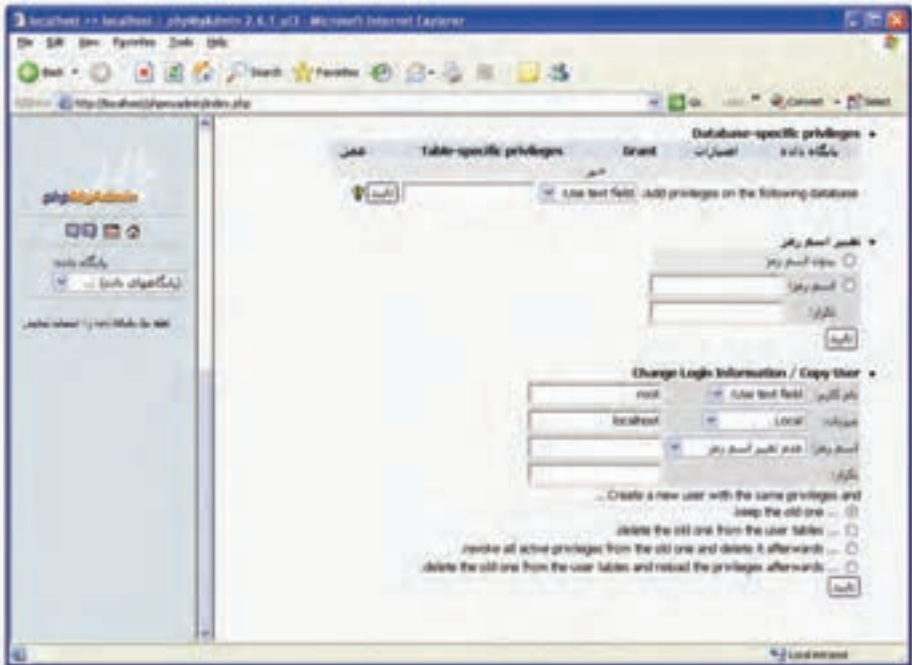 localhost >> localhost | phpMyAdmin 2.6.1-pl3 - Microsoft Internet Explorer
File Edit View Favorites Tools Help
Back Search Favorites
http://localhost/phpmyadmin/index.php Go Convert Select
phpMyAdmin
پایگاه داده
(پایگاههای داده) ...
Database-specific privileges
پایگاه داده اختیارات Grant Table-specific privileges عملی
Add privileges on the following database: Use text field:
تغییر اسم رمز
بدون اسم رمز
اسم رمز:
تکرار:
Change Login Information / Copy User
نام کاربر: Use text field: root
میزبان: Local localhost
اسم رمز: عدم تغییر اسم رمز
تکرار:
Create a new user with the same privileges and ...
... keep the old one.
... delete the old one from the user tables.
... revoke all active privileges from the old one and delete it afterwards.
... delete the old one from the user tables and reload the privileges afterwards.
Local intranet